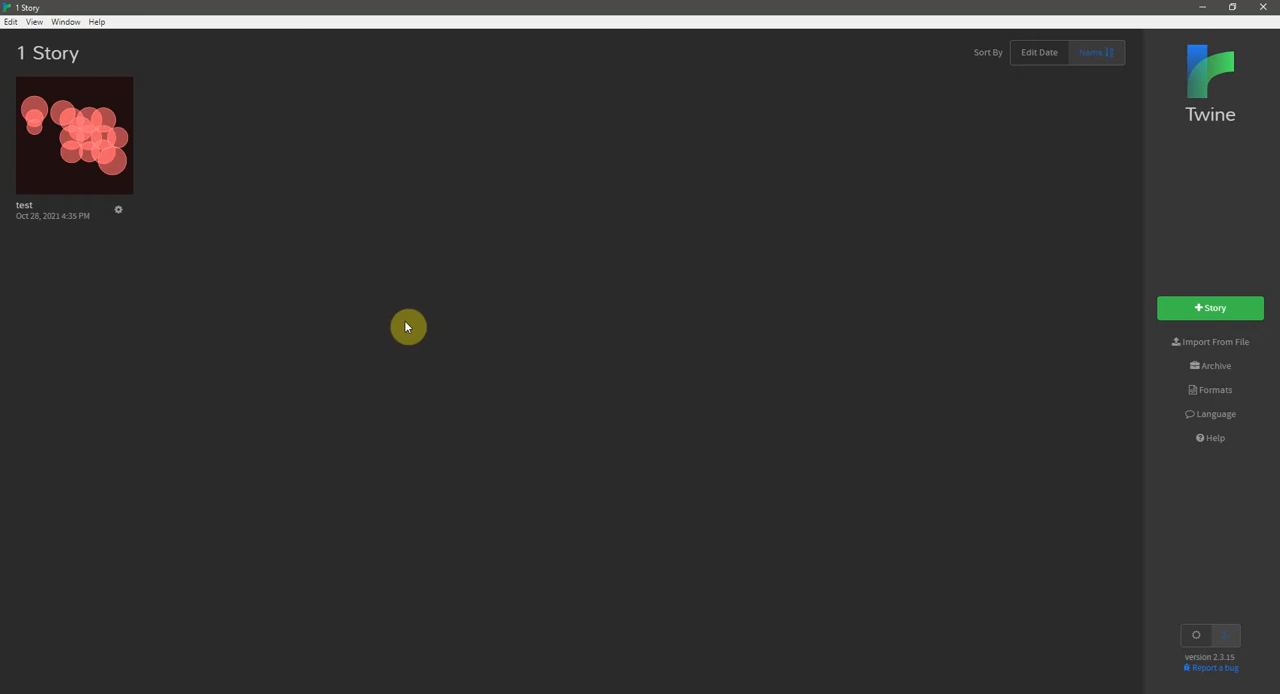 1 Story
Edit View Window Help
1 Story
Sort By Edit Date Name
test
Oct 28, 2021 4:35 PM
Twine
+Story
Import From File
Archive
Formats
Language
Help
version 2.3.15
Report a bug